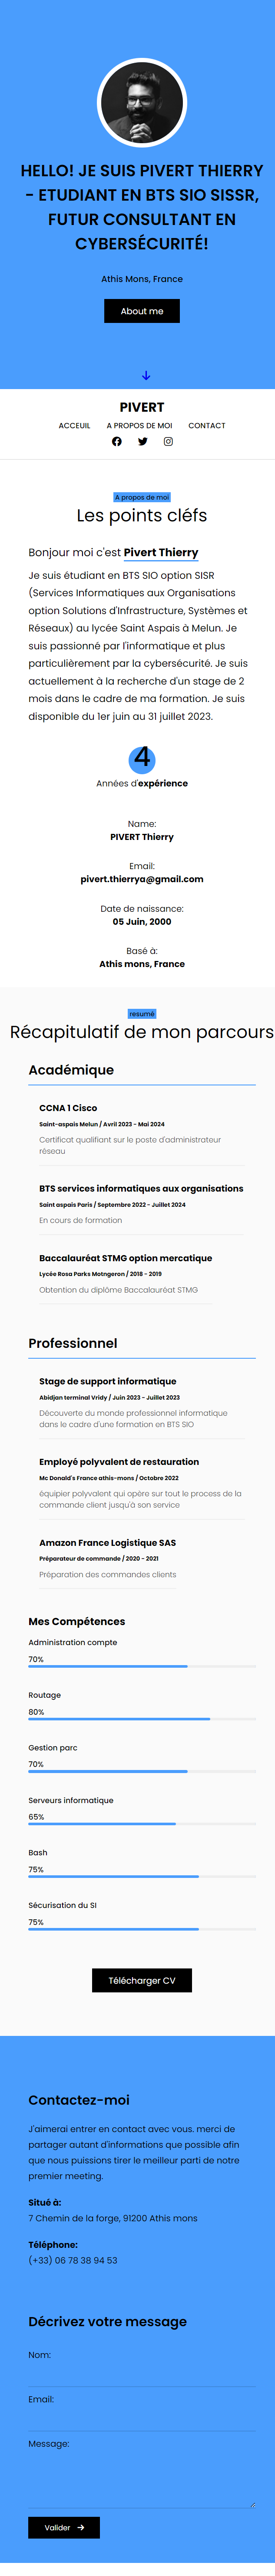 HELLO! JE SUIS PIVERT THIERRY
- ETUDIANT EN BTS SIO SISSR,
FUTUR CONSULTANT EN
CYBERSÉCURITÉ!
Athis Mons, France
About me
PIVERT
ACCEUIL A PROPOS DE MOI CONTACT
A propos de moi
Les points cléfs
Bonjour moi c'est Pivert Thierry
Je suis étudiant en BTS SIO option SISR
(Services Informatiques aux Organisations
option Solutions d'Infrastructure, Systèmes et
Réseaux) au lycée Saint Aspais à Melun. Je
suis passionné par l'informatique et plus
particulièrement par la cybersécurité. Je suis
actuellement à la recherche d'un stage de 2
mois dans le cadre de ma formation. Je suis
disponible du 1er juin au 31 juillet 2023.
4
Années d'expérience
Name:
PIVERT Thierry
Email:
pivert.thierrya@gmail.com
Date de naissance:
05 Juin, 2000
Basé à:
Athis mons, France
resumé
Récapitulatif de mon parcours
Académique
CCNA 1 Cisco
Saint-aspais Melun / Avril 2023 - Mai 2024
Certificat qualifiant sur le poste d'administrateur
réseau
BTS services informatiques aux organisations
Saint aspais Paris / Septembre 2022 - Juillet 2024
En cours de formation
Baccalauréat STMG option mercatique
Lycée Rosa Parks Motngeron / 2018 - 2019
Obtention du diplôme Baccalauréat STMG
Professionnel
Stage de support informatique
Abidjan terminal Vridy / Juin 2023 - Juillet 2023
Découverte du monde professionnel informatique
dans le cadre d'une formation en BTS SIO
Employé polyvalent de restauration
Mc Donald's France athis-mons / Octobre 2022
équipier polyvalent qui opère sur tout le process de la
commande client jusqu'à son service
Amazon France Logistique SAS
Préparateur de commande / 2020 - 2021
Préparation des commandes clients
Mes Compétences
Administration compte
70%
Routage
80%
Gestion parc
70%
Serveurs informatique
65%
Bash
75%
Sécurisation du SI
75%
Télécharger CV
Contactez-moi
J'aimerai entrer en contact avec vous. merci de
partager autant d'informations que possible afin
que nous puissions tirer le meilleur parti de notre
premier meeting.
Situé à:
7 Chemin de la forge, 91200 Athis mons
Téléphone:
(+33) 06 78 38 94 53
Décrivez votre message
Nom:
Email:
Message:
Valider